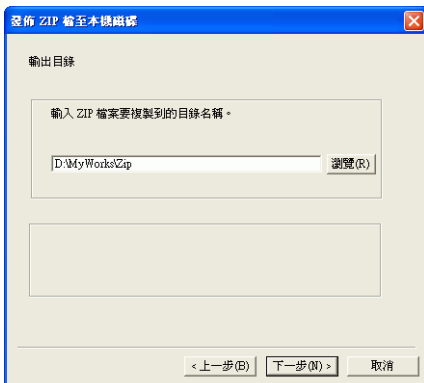 發佈 ZIP 檔至本機磁碟
輸出目錄
輸入 ZIP 檔案要複製到的目錄名稱。
D:\MyWorks\Zip
瀏覽(R)
<上一步(B)
下一步(N)>
取消